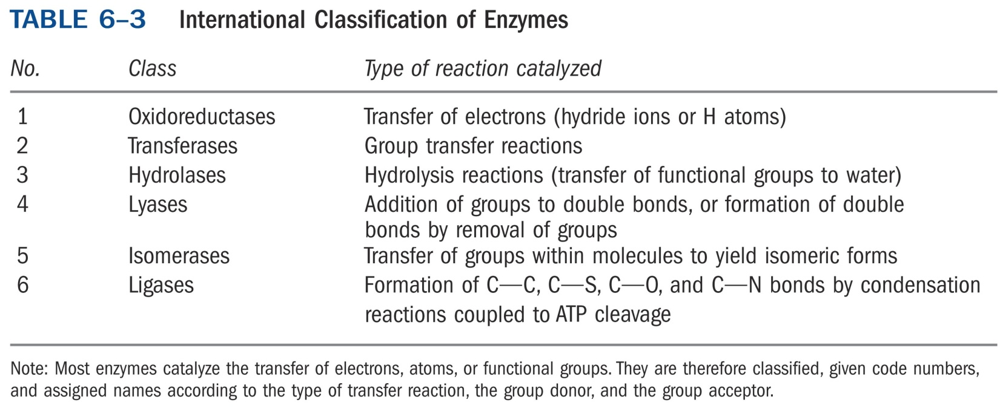 TABLE 6–3 International Classification of Enzymes
No. Class Type of reaction catalyzed
1 Oxidoreductases Transfer of electrons (hydride ions or H atoms)
2 Transferases Group transfer reactions
3 Hydrolases Hydrolysis reactions (transfer of functional groups to water)
4 Lyases Addition of groups to double bonds, or formation of double
bonds by removal of groups
5 Isomerases Transfer of groups within molecules to yield isomeric forms
6 Ligases Formation of C—C, C—S, C—O, and C—N bonds by condensation
reactions coupled to ATP cleavage
Note: Most enzymes catalyze the transfer of electrons, atoms, or functional groups. They are therefore classified, given code numbers,
and assigned names according to the type of transfer reaction, the group donor, and the group acceptor.